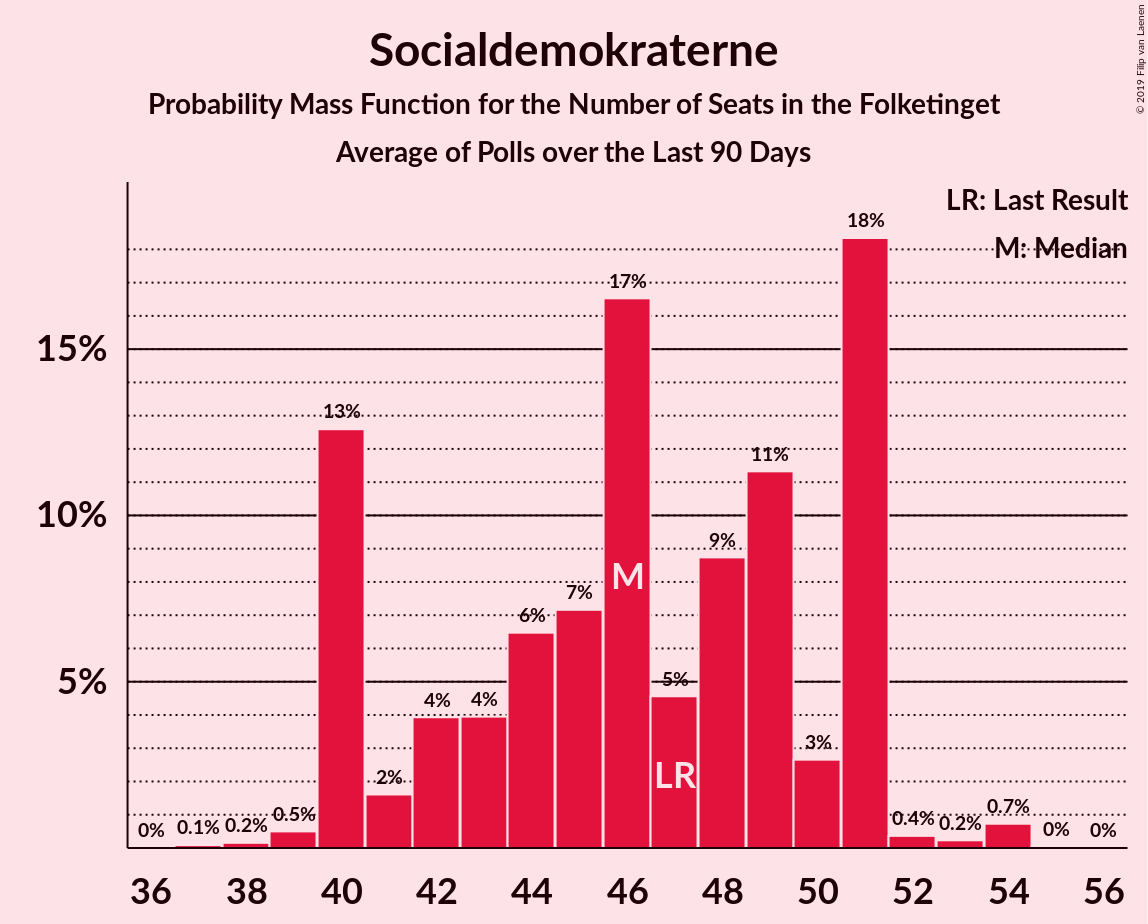 Socialdemokraterne
Probability Mass Function for the Number of Seats in the Folketinget
Average of Polls over the Last 90 Days
© 2019 Filip van Laenen
LR: Last Result
M: Median
15%
10%
5%
0%
0.1%
0.2%
0.5%
13%
2%
4%
4%
6%
7%
17%
5%
9%
11%
3%
18%
0.4%
0.2%
0.7%
0%
0%
M
LR
36 38 40 42 44 46 48 50 52 54 56